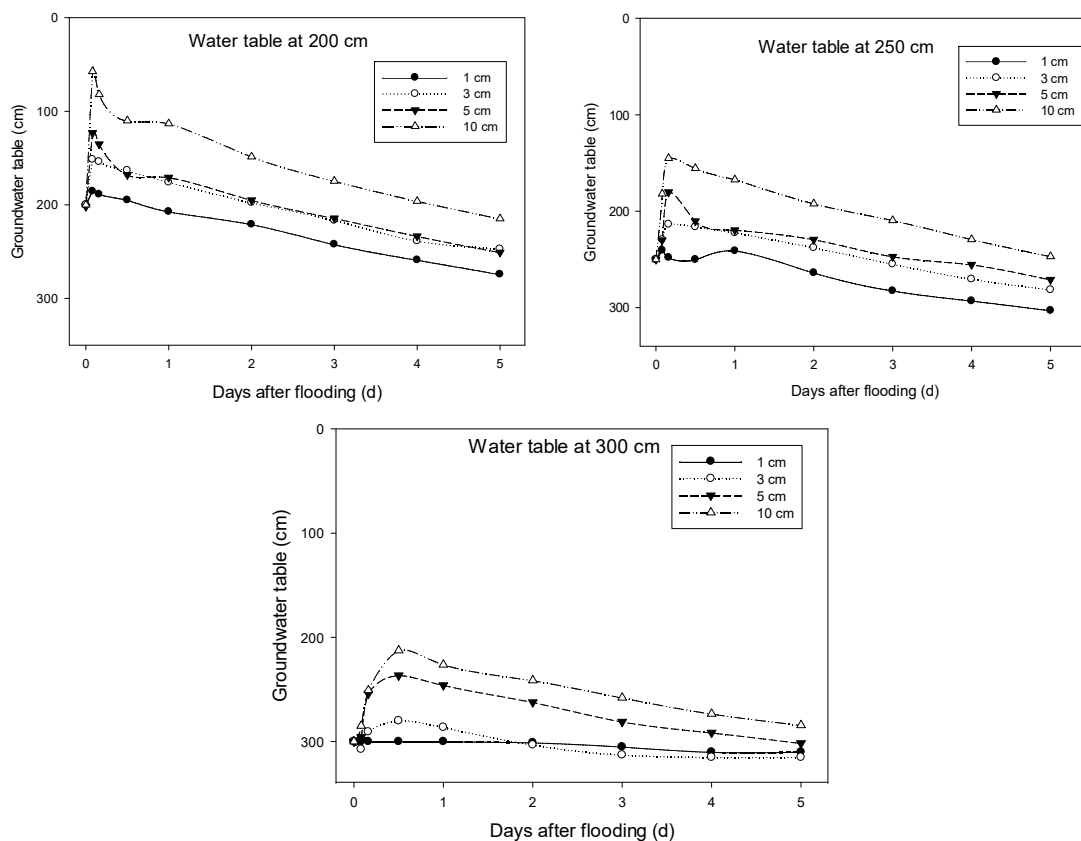 Water table at 200 cm
Groundwater table (cm)
0
100
200
300
1 cm
3 cm
5 cm
10 cm
0 1 2 3 4 5
Days after flooding (d)
Water table at 250 cm
Groundwater table (cm)
0
100
200
300
1 cm
3 cm
5 cm
10 cm
0 1 2 3 4 5
Days after flooding (d)
Water table at 300 cm
Groundwater table (cm)
0
100
200
300
1 cm
3 cm
5 cm
10 cm
0 1 2 3 4 5
Days after flooding (d)